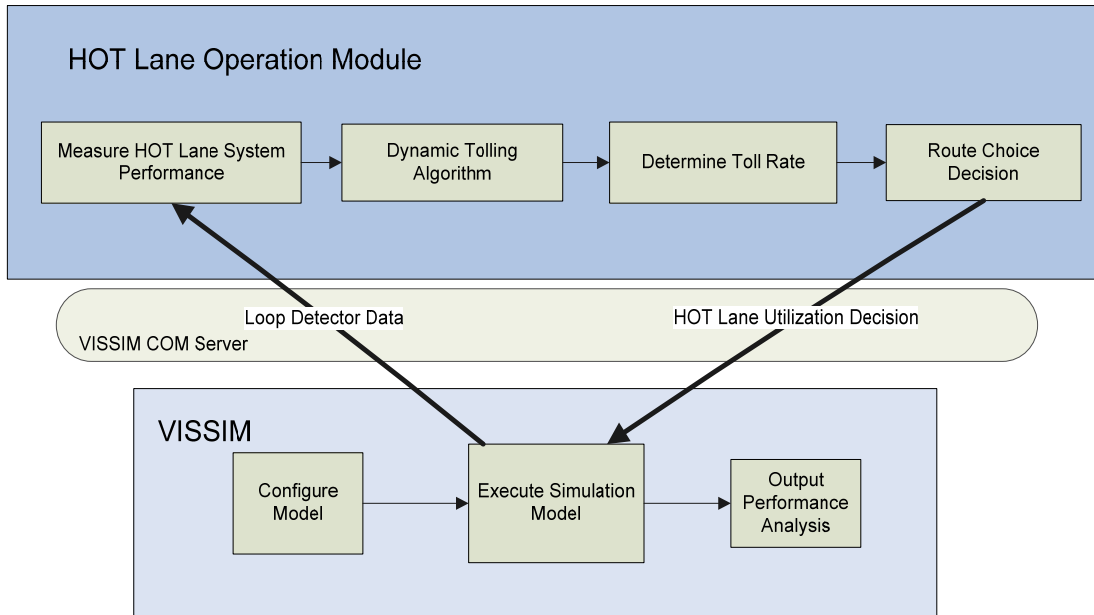 HOT Lane Operation Module
Measure HOT Lane System
Performance
Dynamic Tolling
Algorithm
Determine Toll Rate
Route Choice
Decision
Loop Detector Data
HOT Lane Utilization Decision
VISSIM COM Server
VISSIM
Configure
Model
Execute Simulation
Model
Output
Performance
Analysis